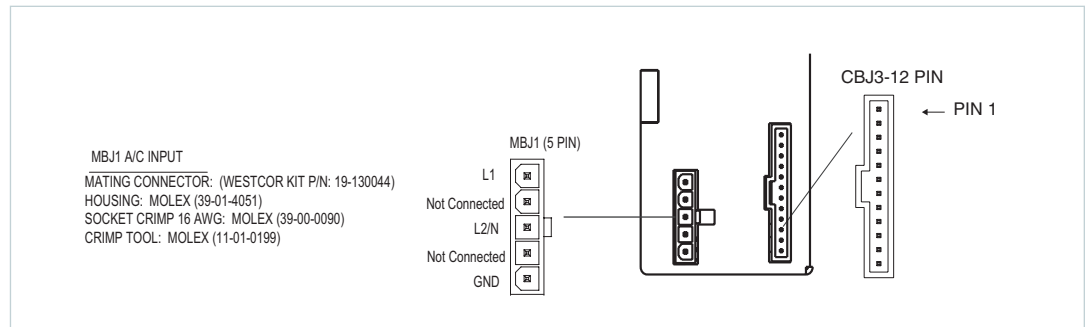 MBJ1 A/C INPUT
MATING CONNECTOR: (WESTCOR KIT P/N: 19-130044)
HOUSING: MOLEX (39-01-4051)
SOCKET CRIMP 16 AWG: MOLEX (39-00-0090)
CRIMP TOOL: MOLEX (11-01-0199)
MBJ1 (5 PIN)
L1
Not Connected
L2/N
Not Connected
GND
CBJ3-12 PIN
PIN 1